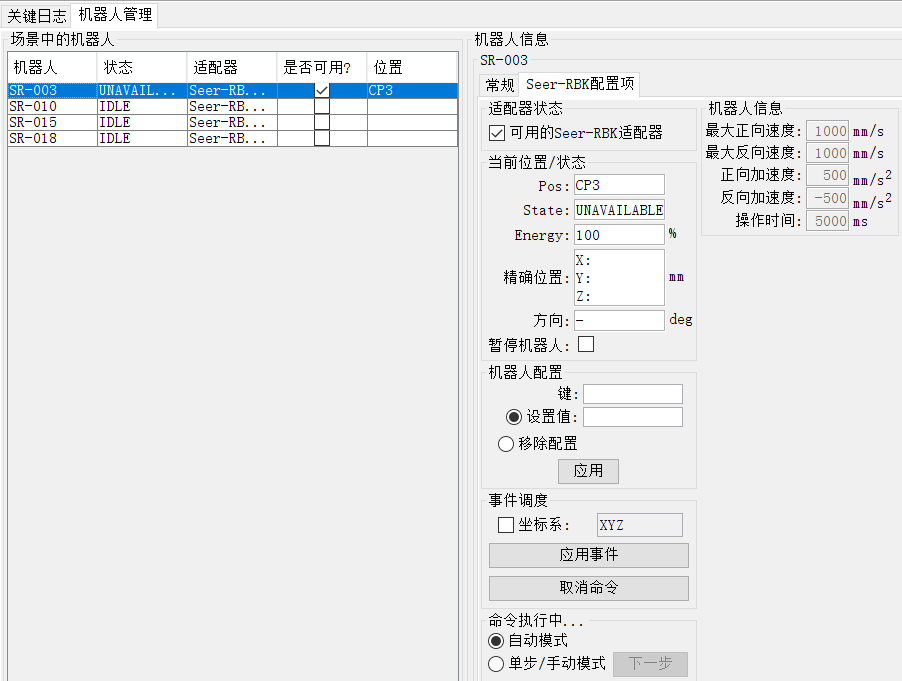 关键日志 机器人管理
场景中的机器人
机器人 状态 适配器 是否可用? 位置
SR-003 UNAVAIL... Seer-RB... CP3
SR-010 IDLE Seer-RB...
SR-015 IDLE Seer-RB...
SR-018 IDLE Seer-RB...
机器人信息
SR-003
常规 Seer-RBK配置项
适配器状态
可用的Seer-RBK适配器
当前位置/状态
Pos: CP3
State: UNAVAILABLE
Energy: 100 %
精确位置: X:
Y:
Z:
mm
方向: - deg
暂停机器人:
机器人配置
键:
设置值:
移除配置
应用
事件调度
坐标系: XYZ
应用事件
取消命令
命令执行中...
自动模式
单步/手动模式 下一步
机器人信息
最大正向速度: 1000 mm/s
最大反向速度: 1000 mm/s
正向加速度: 500 mm/s²
反向加速度: -500 mm/s²
操作时间: 5000 ms